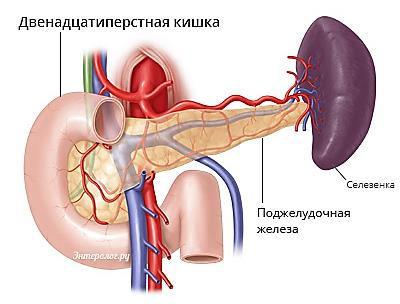 Двенадцатиперстная кишка
Селезенка
Поджелудочная
железа
Энтеролог.ру